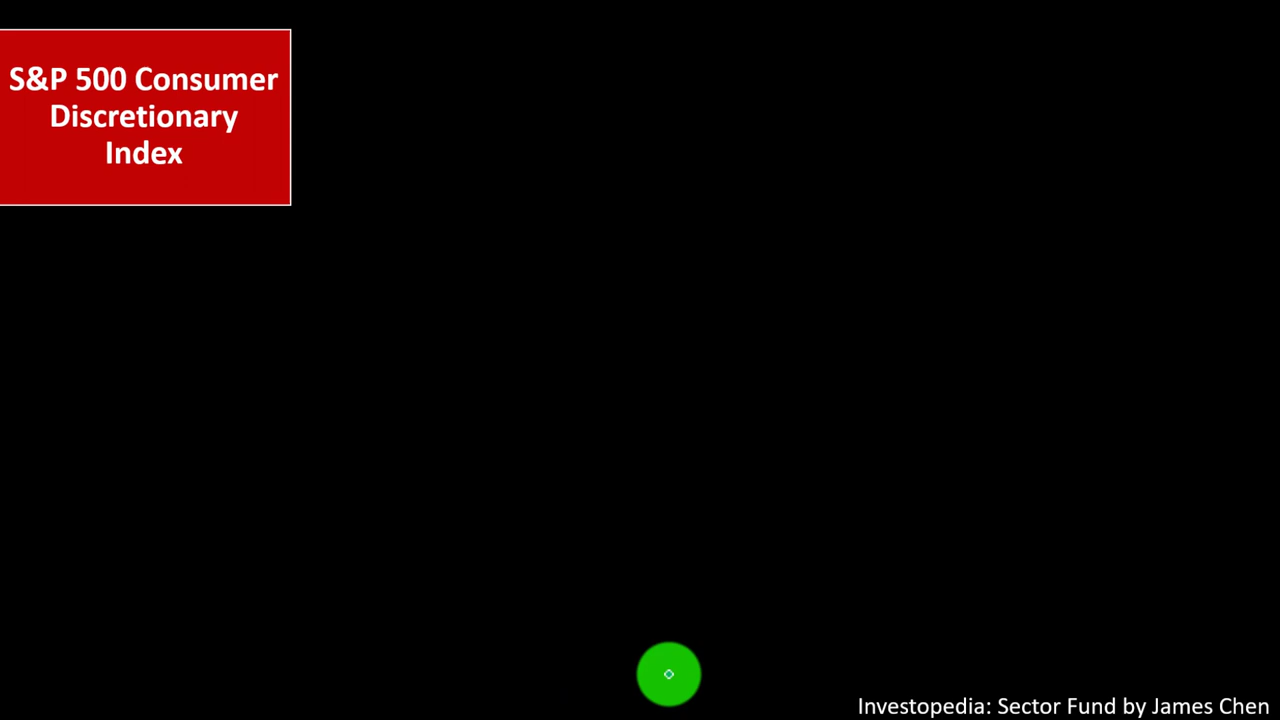 S&P 500 Consumer
Discretionary
Index
Investopedia: Sector Fund by James Chen